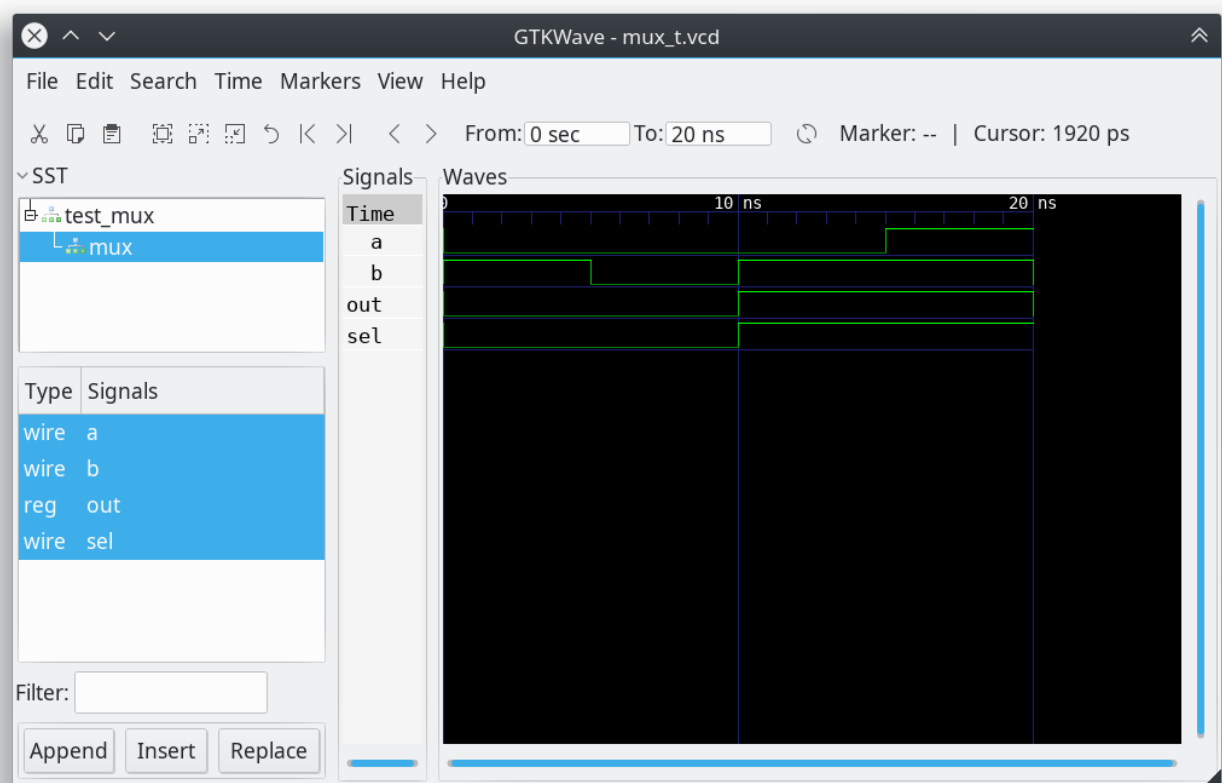 GTKWave - mux_t.vcd
File Edit Search Time Markers View Help
From: 0 sec To: 20 ns Marker: -- | Cursor: 1920 ps
SST
test_mux
mux
Type Signals
wire a
wire b
reg out
wire sel
Filter:
Append Insert Replace
Signals
Time
a
b
out
sel
Waves
0 10 ns 20 ns